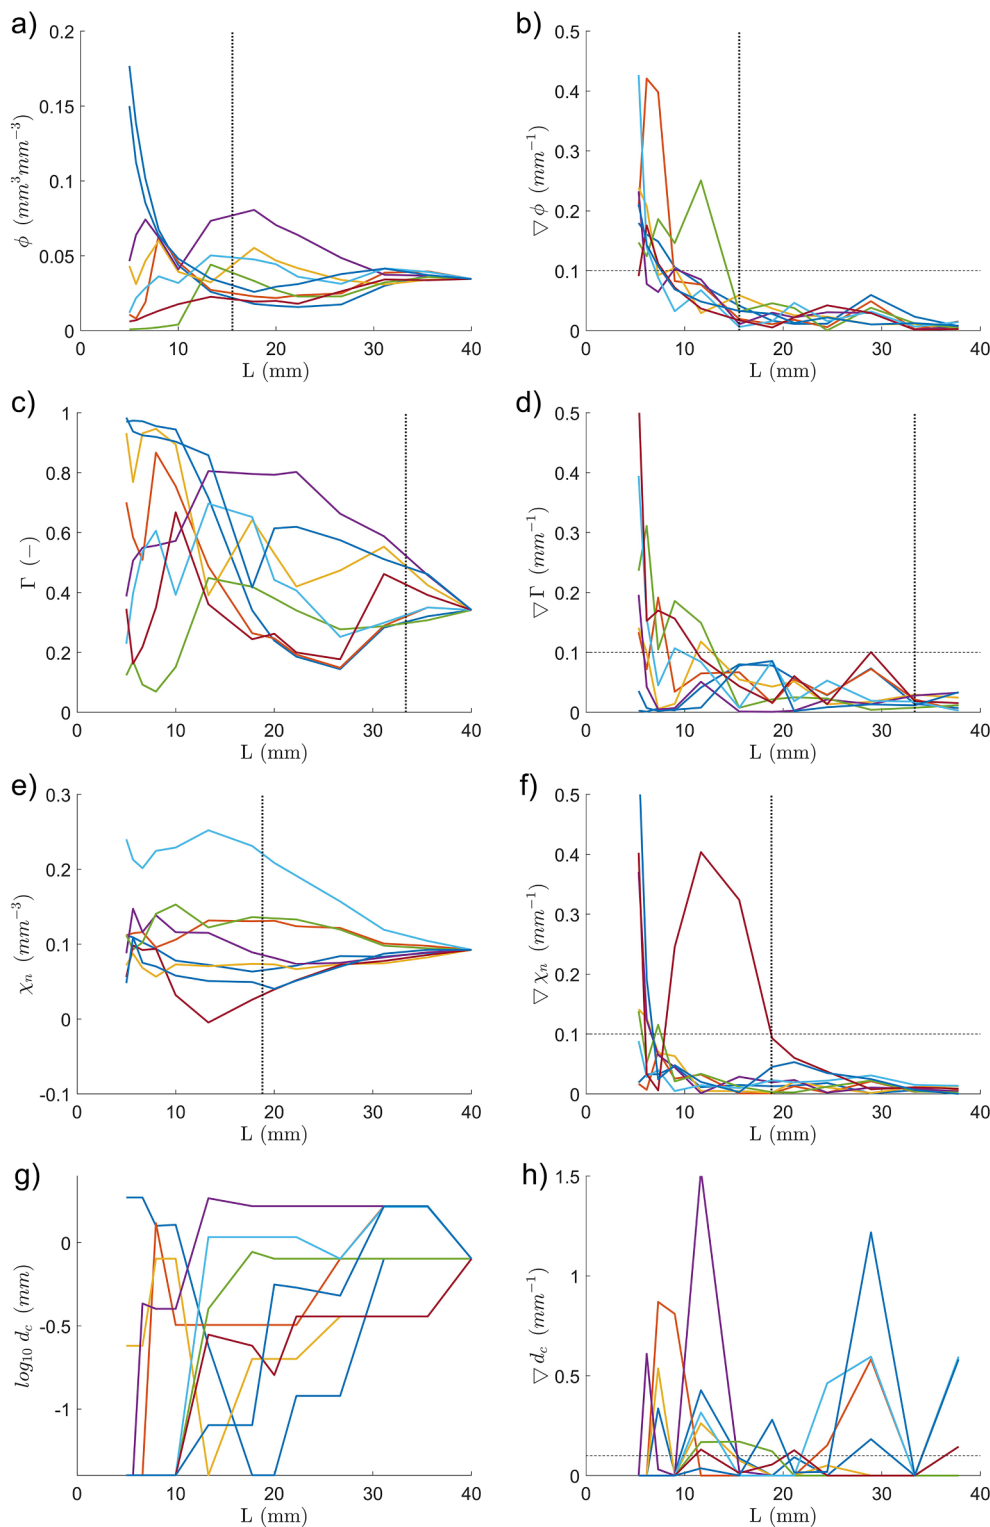 a)
0.2
0.15
0.1
0.05
0
0 10 20 30 40
ϕ (mm³mm⁻³)
L (mm)
b)
0.5
0.4
0.3
0.2
0.1
0
0 10 20 30 40
▽ϕ (mm⁻¹)
L (mm)
c)
1
0.8
0.6
0.4
0.2
0
0 10 20 30 40
Γ (−)
L (mm)
d)
0.5
0.4
0.3
0.2
0.1
0
0 10 20 30 40
▽Γ (mm⁻¹)
L (mm)
e)
0.3
0.2
0.1
0
-0.1
0 10 20 30 40
χₙ (mm⁻³)
L (mm)
f)
0.5
0.4
0.3
0.2
0.1
0
0 10 20 30 40
▽χₙ (mm⁻¹)
L (mm)
g)
0
-0.5
-1
0 10 20 30 40
log₁₀ d_c (mm)
L (mm)
h)
1.5
1
0.5
0
0 10 20 30 40
▽d_c (mm⁻¹)
L (mm)